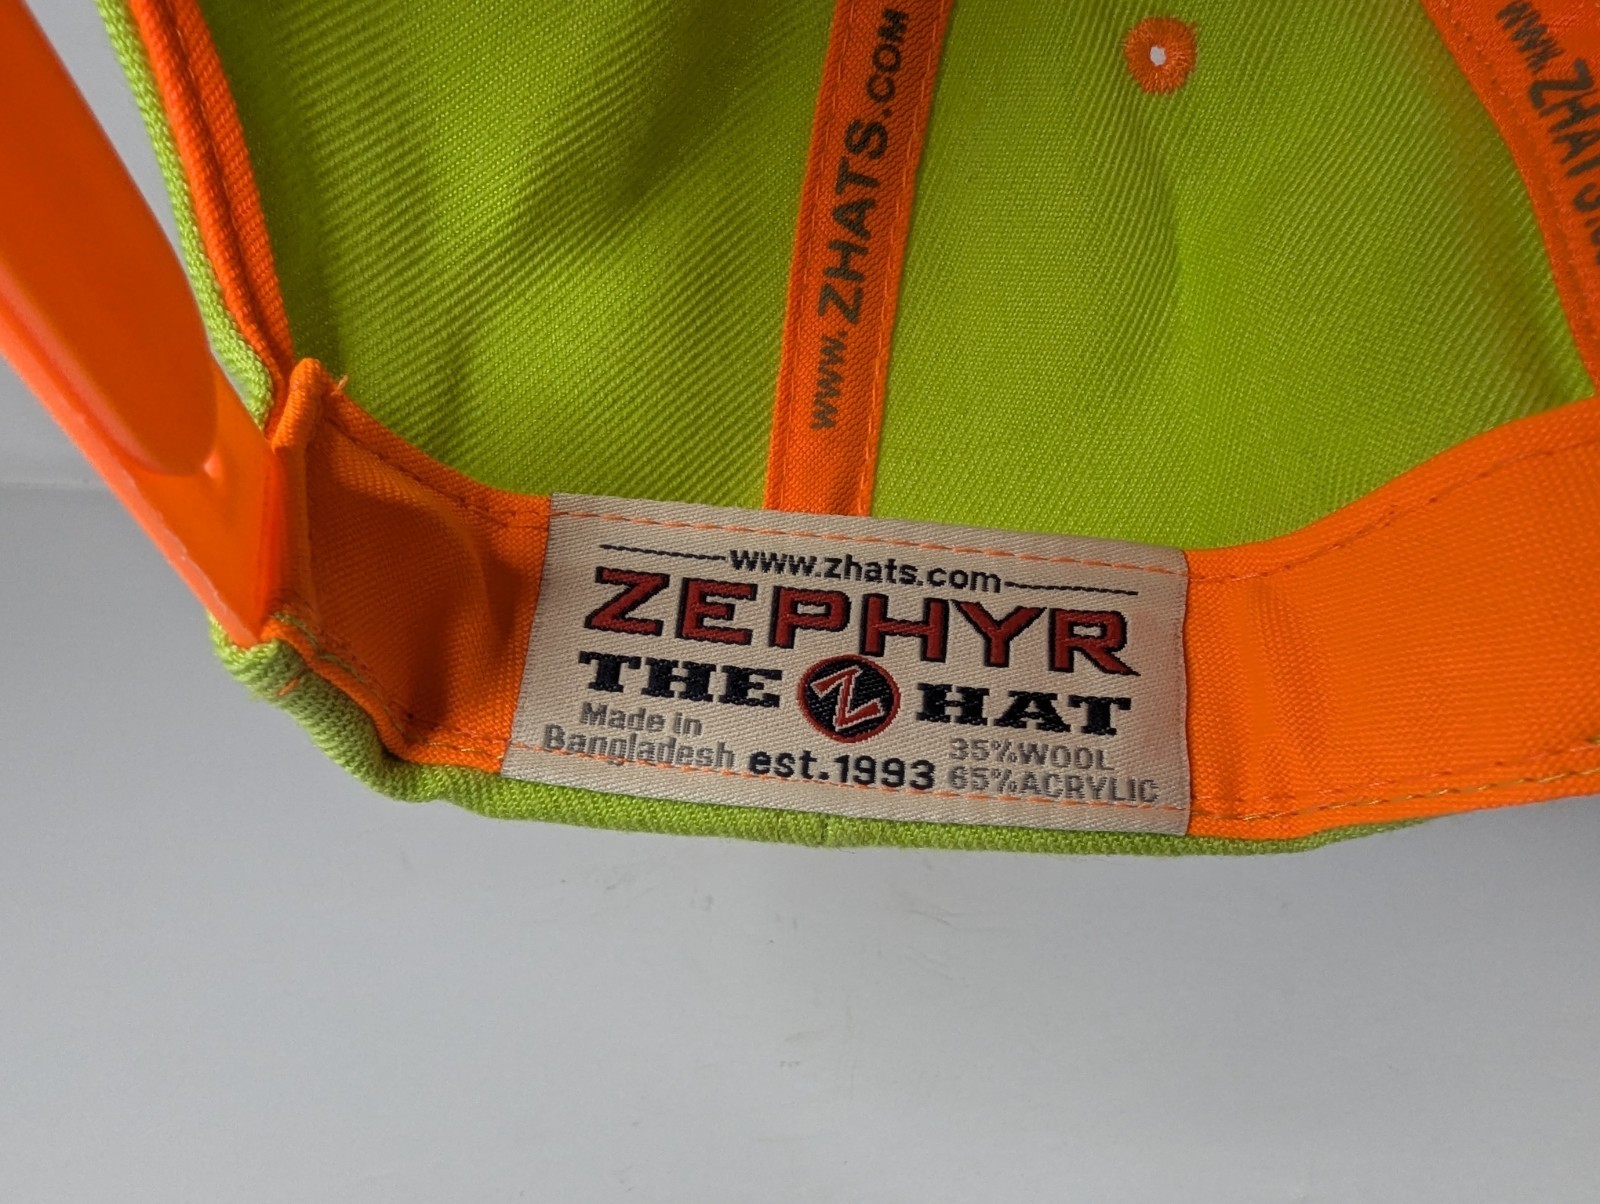 www.ZHATS.COM
www.ZHATS.CO
www.zhats.com
ZEPHYR
THE Z HAT
Made in
Bangladesh
est.1993
35%WOOL
65%ACRYLIC